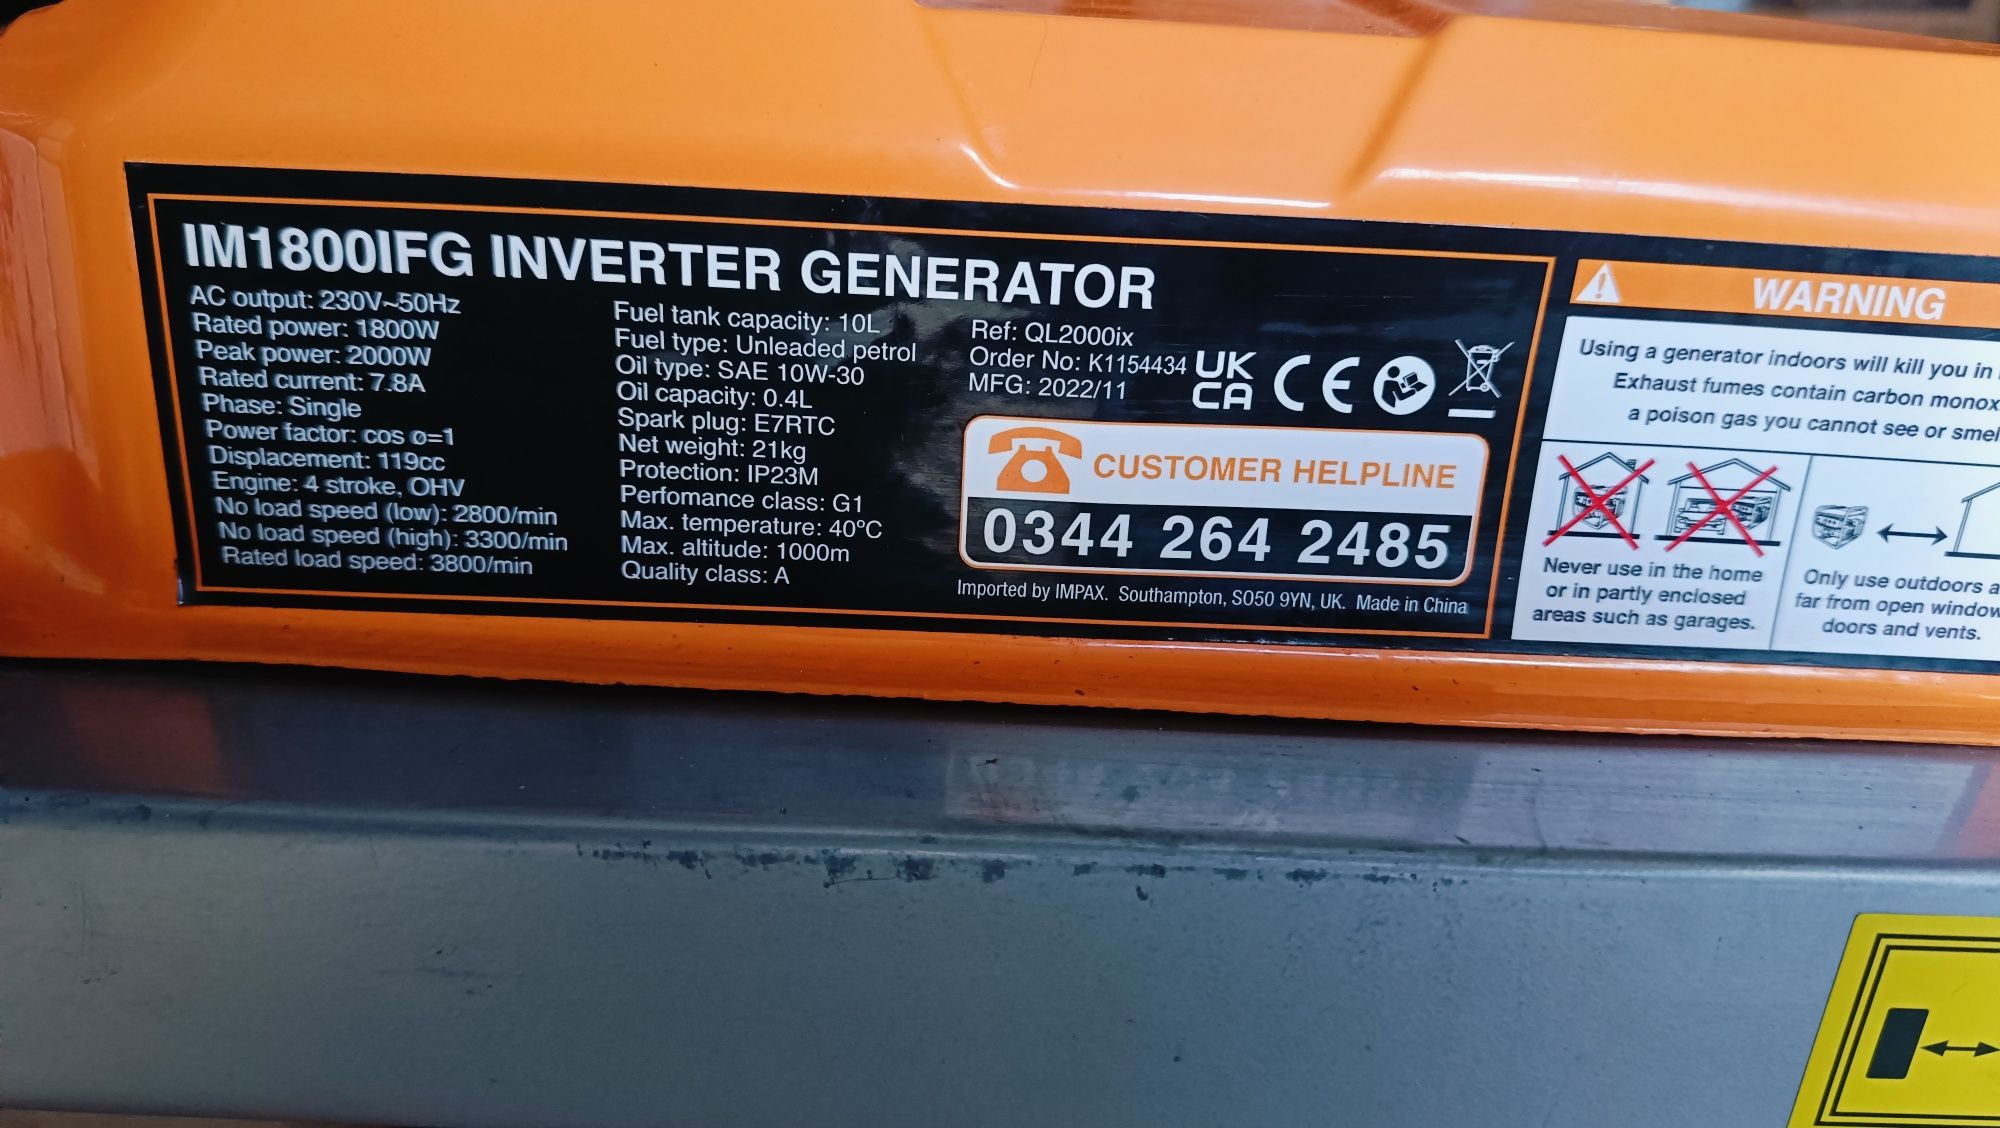 IM1800IFG INVERTER GENERATOR
AC output: 230V~50Hz
Rated power: 1800W
Peak power: 2000W
Rated current: 7.8A
Phase: Single
Power factor: cos ø=1
Displacement: 119cc
Engine: 4 stroke, OHV
No load speed (low): 2800/min
No load speed (high): 3300/min
Rated load speed: 3800/min
Fuel tank capacity: 10L
Fuel type: Unleaded petrol
Oil type: SAE 10W-30
Oil capacity: 0.4L
Spark plug: E7RTC
Net weight: 21kg
Protection: IP23M
Perfomance class: G1
Max. temperature: 40ºC
Max. altitude: 1000m
Quality class: A
Ref: QL2000ix
Order No: K1154434
MFG: 2022/11
UK
CA
CE
CUSTOMER HELPLINE
0344 264 2485
Imported by IMPAX. Southampton, SO50 9YN, UK. Made in China
WARNING
Using a generator indoors will kill you in
Exhaust fumes contain carbon monox
a poison gas you cannot see or smel
Never use in the home
or in partly enclosed
areas such as garages.
Only use outdoors a
far from open window
doors and vents.